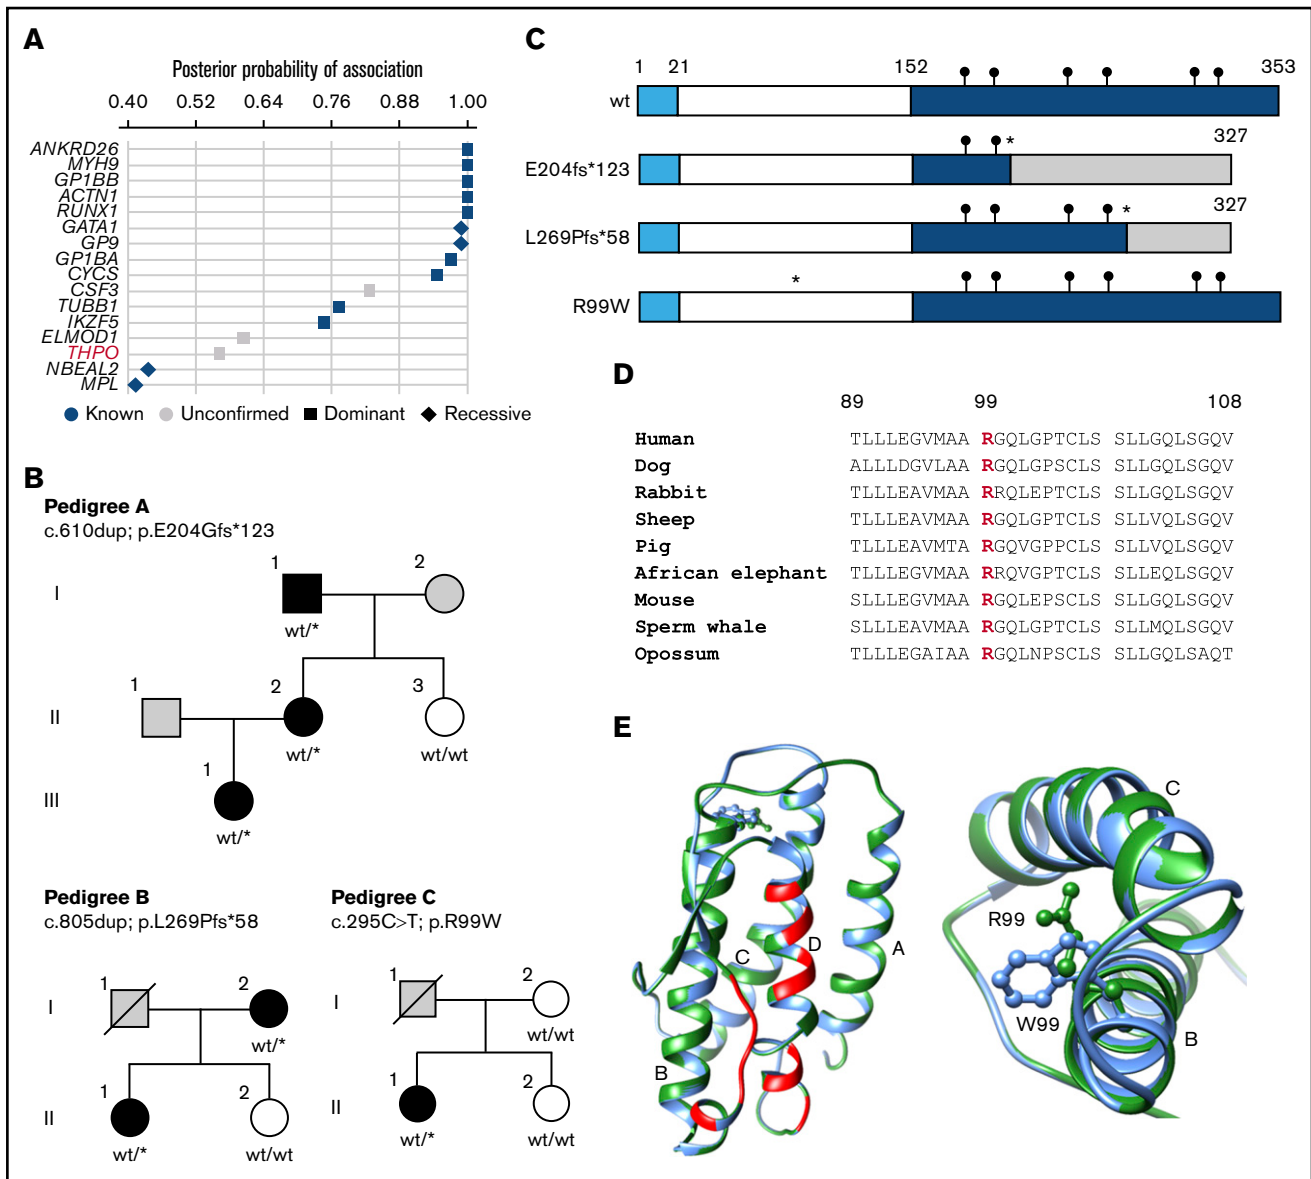 A
Posterior probability of association
0.40 0.52 0.64 0.76 0.88 1.00
ANKRD26
MYH9
GP1BB
ACTN1
RUNX1
GATA1
GP9
GP1BA
CYCS
CSF3
TUBB1
IKZF5
ELMOD1
THPO
NBEAL2
MPL
Known Unconfirmed Dominant Recessive
B
Pedigree A
c.610dup; p.E204Gfs*123
I
1 2
wt/*
II
1 2 3
wt/* wt/wt
III
1
wt/*
Pedigree B
c.805dup; p.L269Pfs*58
I
1 2
wt/*
II
1 2
wt/* wt/wt
Pedigree C
c.295C>T; p.R99W
I
1 2
wt/wt
II
1 2
wt/* wt/wt
C
1 21 152 353
wt
E204fs*123 * 327
L269Pfs*58 * 327
R99W *
D
89 99 108
Human TLLLEGVMAA RGQLGPTCLS SLLGQLSGQV
Dog ALLLDGVLAA RGQLGPSCLS SLLGQLSGQV
Rabbit TLLLEAVMAA RRQLEPTCLS SLLGQLSGQV
Sheep TLLLEAVMAA RGQLGPTCLS SLLVQLSGQV
Pig TLLLEAVMTA RGQVGPPCLS SLLVQLSGQV
African elephant TLLLEGVMAA RRQVGPTCLS SLLEQLSGQV
Mouse SLLLEGVMAA RGQLEPSCLS SLLGQLSGQV
Sperm whale SLLLEAVMAA RGQLGPTCLS SLLMQLSGQV
Opossum TLLLEGAIAA RGQLNPSCLS SLLGQLSAQT
E
C D A
B
C
R99
W99
B